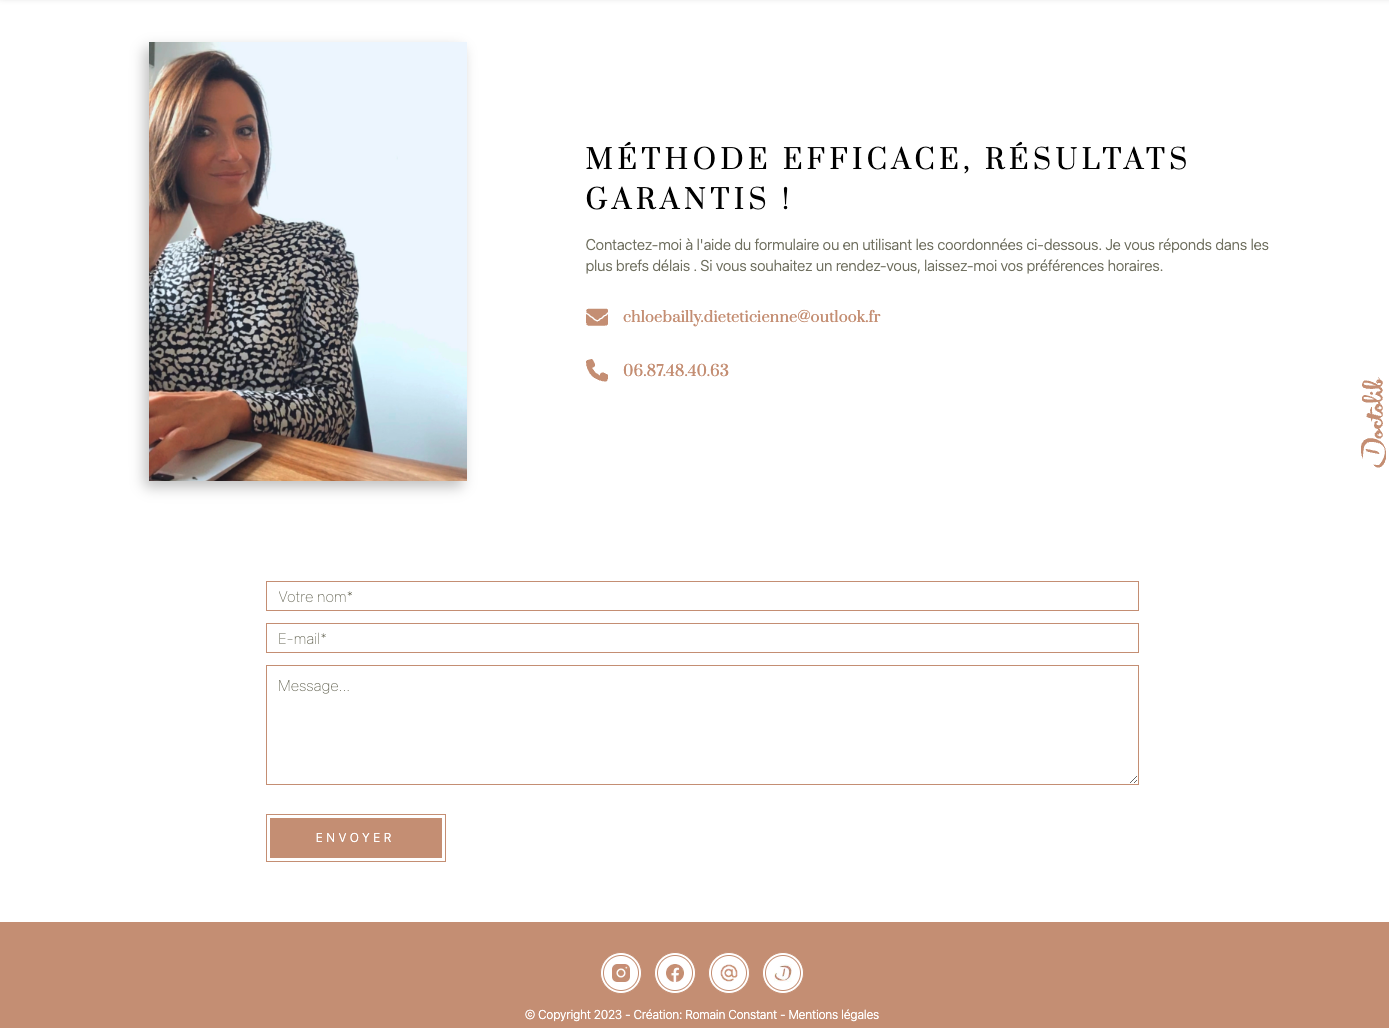 MÉTHODE EFFICACE, RÉSULTATS
GARANTIS !
Contactez-moi à l'aide du formulaire ou en utilisant les coordonnées ci-dessous. Je vous réponds dans les
plus brefs délais . Si vous souhaitez un rendez-vous, laissez-moi vos préférences horaires.
chloebailly.dieteticienne@outlook.fr
06.87.48.40.63
Doctolib
Votre nom*
E-mail*
Message...
ENVOYER
© Copyright 2023 - Création: Romain Constant - Mentions légales